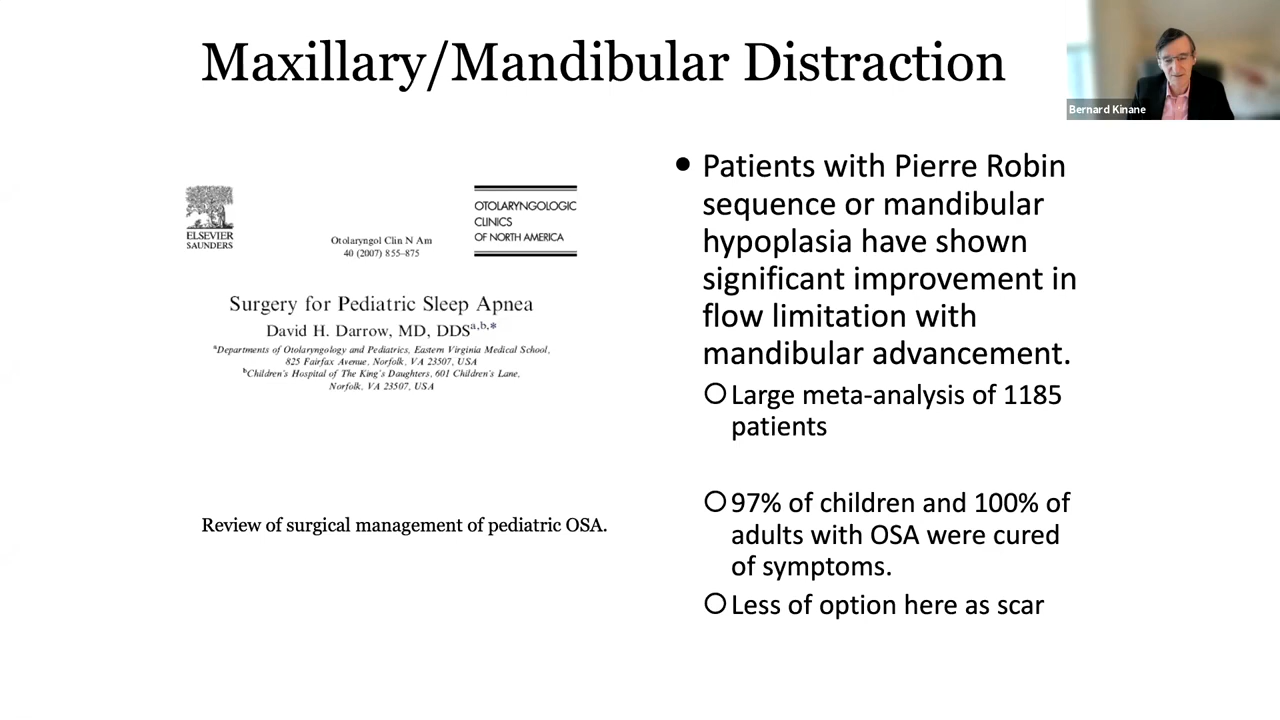 Maxillary/Mandibular Distraction
Bernard Kinane
ELSEVIER
SAUNDERS
Otolaryngol Clin N Am
40 (2007) 855–875
OTOLARYNGOLOGIC
CLINICS
OF NORTH AMERICA
Surgery for Pediatric Sleep Apnea
David H. Darrow, MD, DDSa,b,*
aDepartments of Otolaryngology and Pediatrics, Eastern Virginia Medical School,
825 Fairfax Avenue, Norfolk, VA 23507, USA
bChildren's Hospital of The King's Daughters, 601 Children's Lane,
Norfolk, VA 23507, USA
Review of surgical management of pediatric OSA.
• Patients with Pierre Robin
sequence or mandibular
hypoplasia have shown
significant improvement in
flow limitation with
mandibular advancement.
○ Large meta-analysis of 1185
patients
○ 97% of children and 100% of
adults with OSA were cured
of symptoms.
○ Less of option here as scar